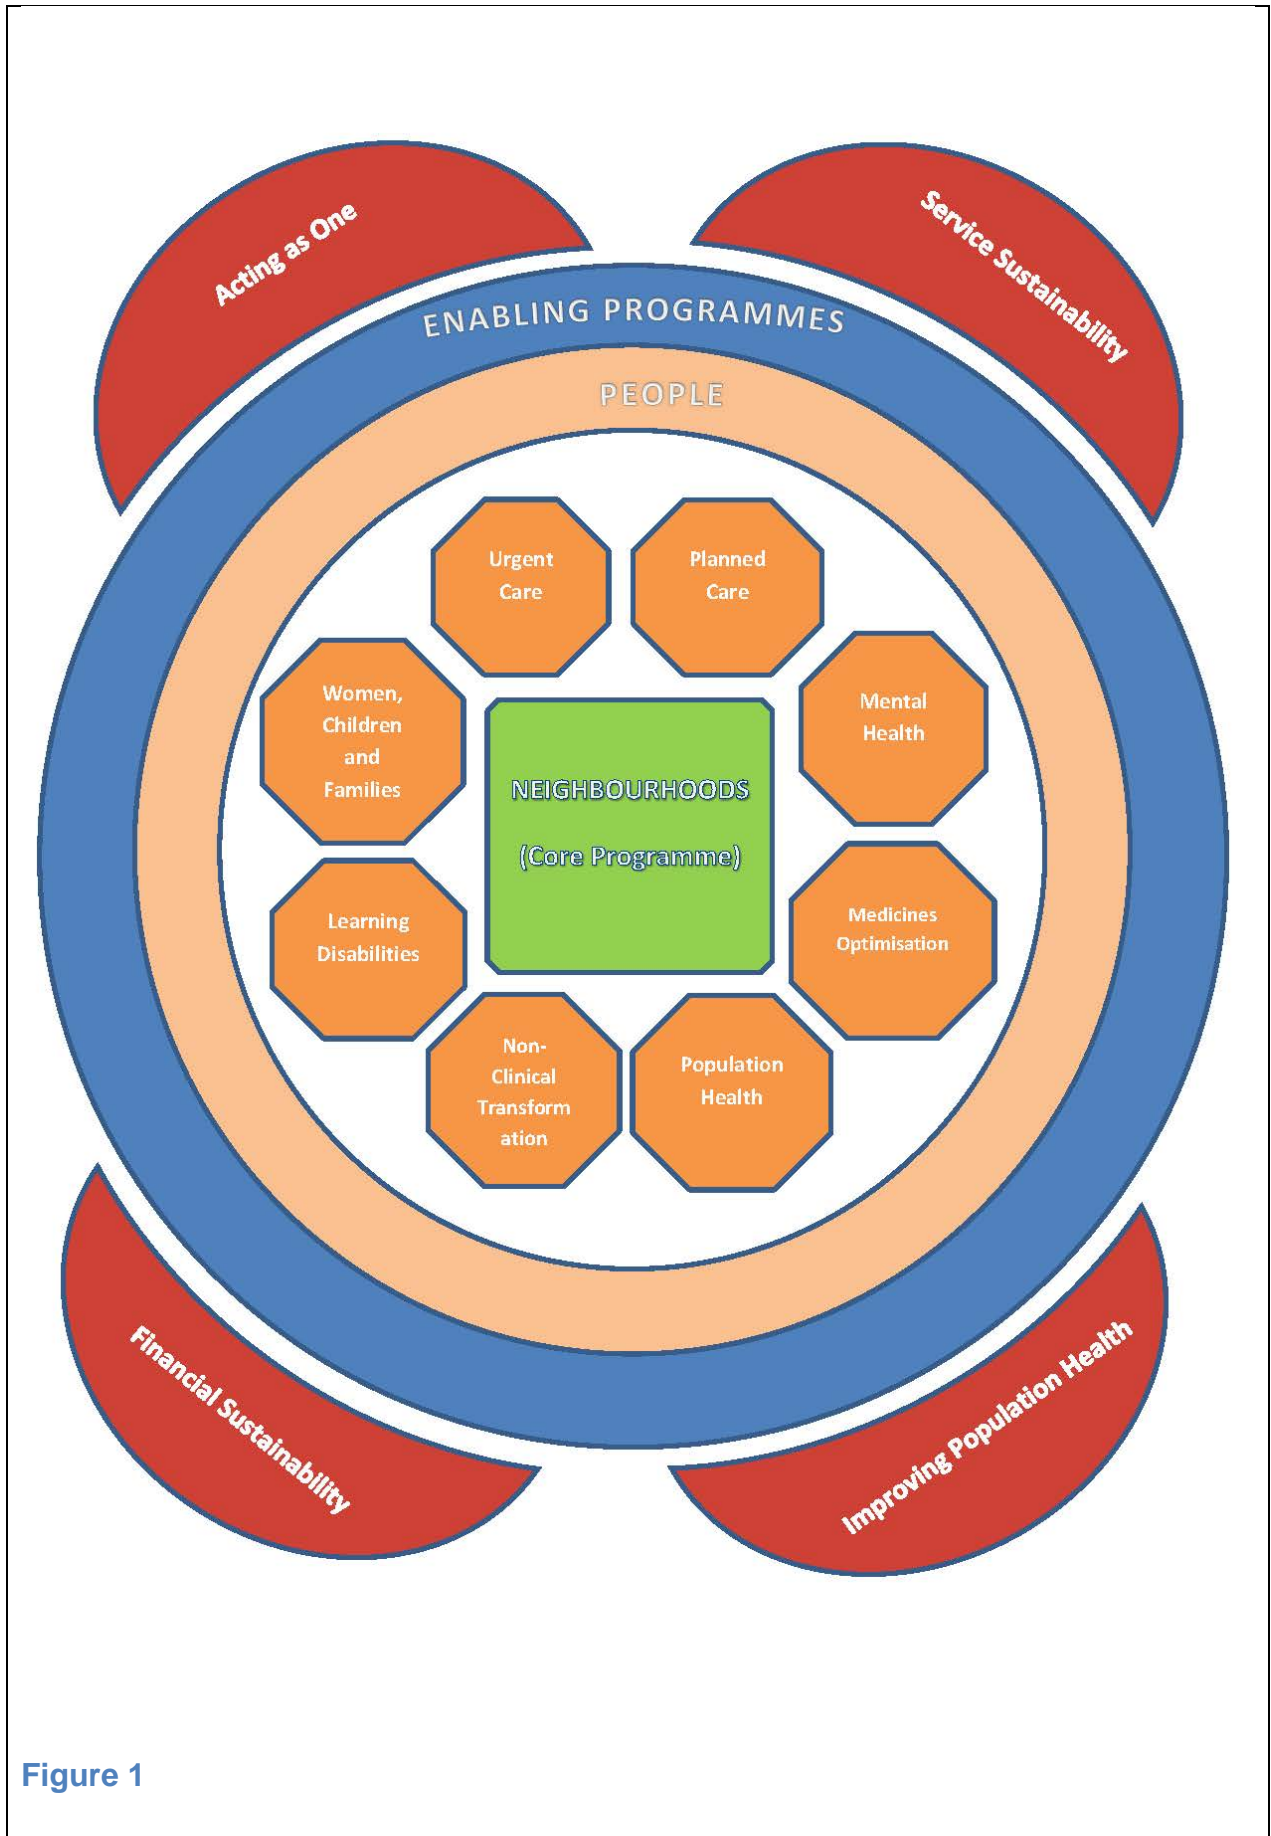 Acting as One
Service Sustainability
ENABLING PROGRAMMES
PEOPLE
Urgent
Care
Planned
Care
Women,
Children
and
Families
Mental
Health
NEIGHBOURHOODS
(Core Programme)
Learning
Disabilities
Medicines
Optimisation
Non-
Clinical
Transform
ation
Population
Health
Financial Sustainability
Improving Population Health
Figure 1